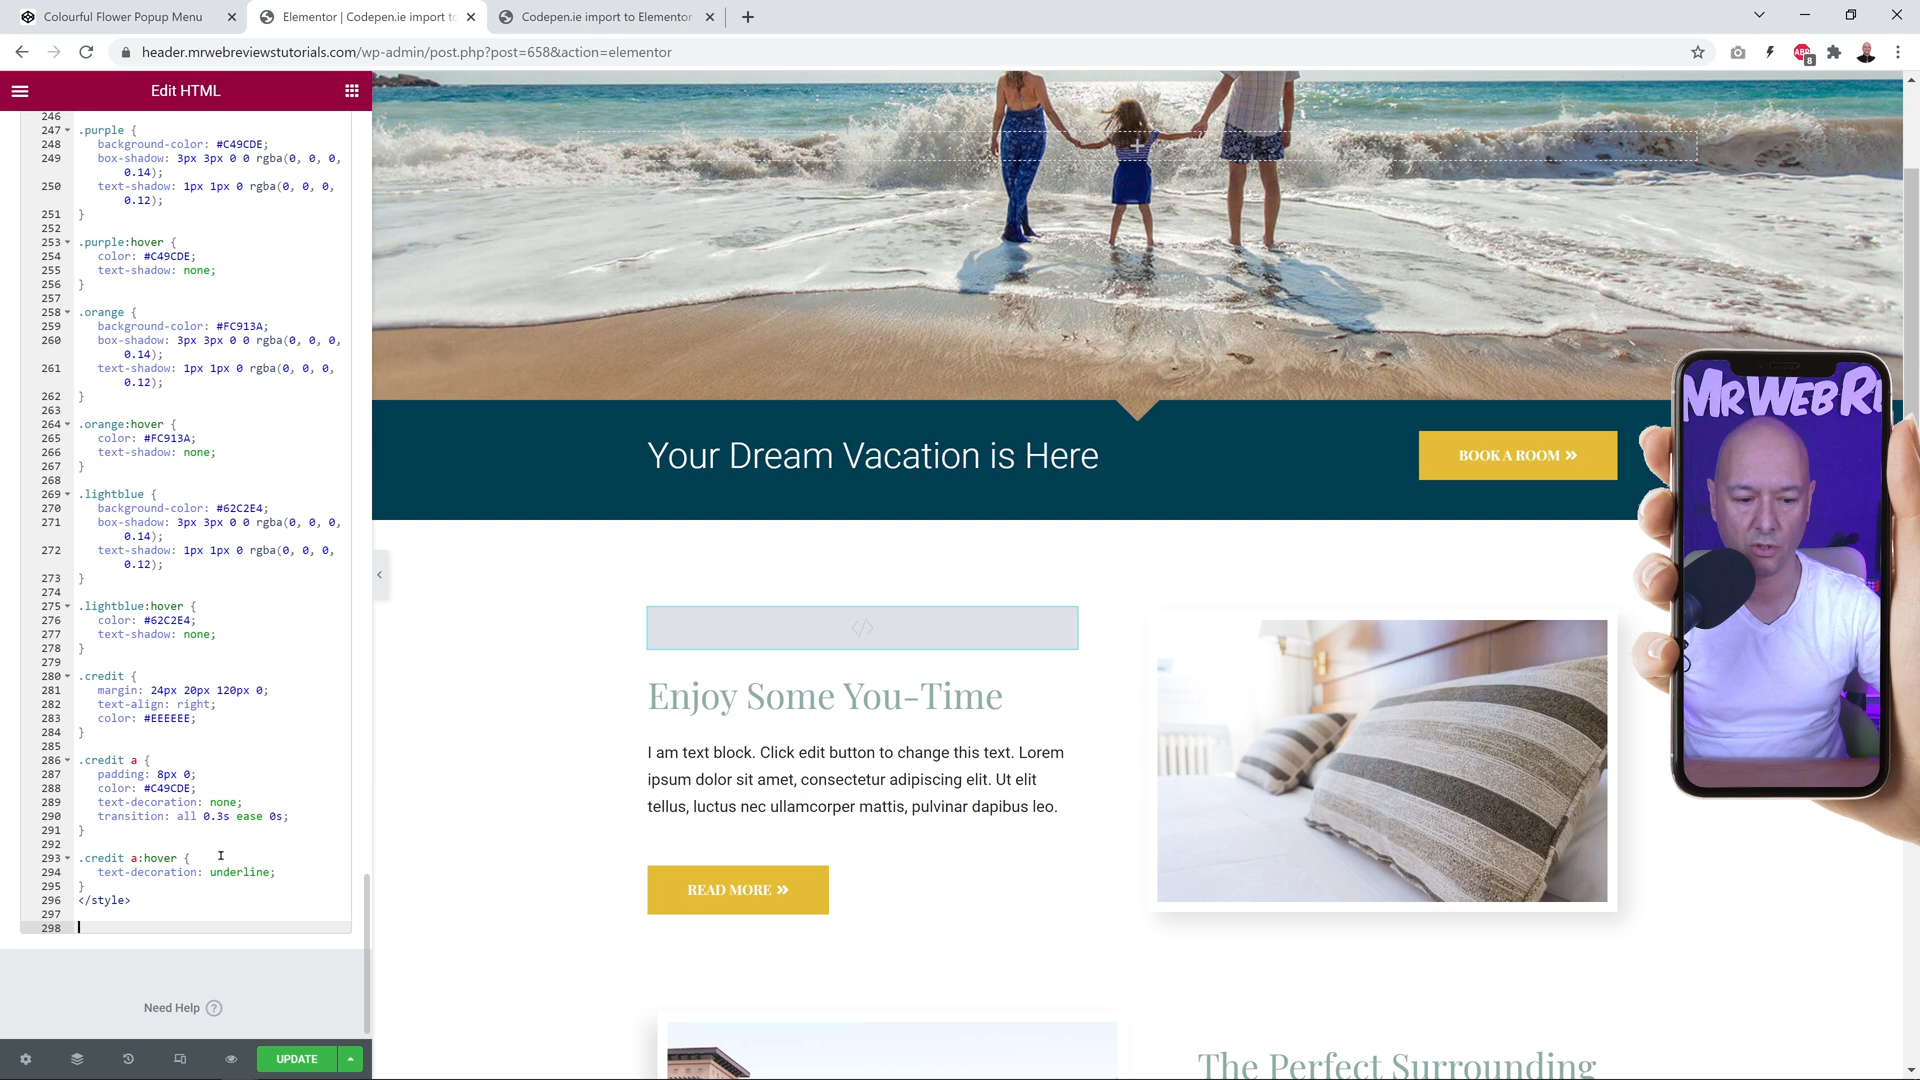 Colourful Flower Popup Menu
Elementor | Codepen.ie import to
Codepen.ie import to Elementor
header.mrwebreviewstutorials.com/wp-admin/post.php?post=658&action=elementor
8
Edit HTML
246
247 .purple {
248 background-color: #C49CDE;
249 box-shadow: 3px 3px 0 0 rgba(0, 0, 0,
0.14);
250 text-shadow: 1px 1px 0 rgba(0, 0, 0,
0.12);
251 }
252
253 .purple:hover {
254 color: #C49CDE;
255 text-shadow: none;
256 }
257
258 .orange {
259 background-color: #FC913A;
260 box-shadow: 3px 3px 0 0 rgba(0, 0, 0,
0.14);
261 text-shadow: 1px 1px 0 rgba(0, 0, 0,
0.12);
262 }
263
264 .orange:hover {
265 color: #FC913A;
266 text-shadow: none;
267 }
268
269 .lightblue {
270 background-color: #62C2E4;
271 box-shadow: 3px 3px 0 0 rgba(0, 0, 0,
0.14);
272 text-shadow: 1px 1px 0 rgba(0, 0, 0,
0.12);
273 }
274
275 .lightblue:hover {
276 color: #62C2E4;
277 text-shadow: none;
278 }
279
280 .credit {
281 margin: 24px 20px 120px 0;
282 text-align: right;
283 color: #EEEEEE;
284 }
285
286 .credit a {
287 padding: 8px 0;
288 color: #C49CDE;
289 text-decoration: none;
290 transition: all 0.3s ease 0s;
291 }
292
293 .credit a:hover {
294 text-decoration: underline;
295 }
296 </style>
297
298
Need Help ?
UPDATE
Your Dream Vacation is Here
BOOK A ROOM »
Enjoy Some You-Time
I am text block. Click edit button to change this text. Lorem
ipsum dolor sit amet, consectetur adipiscing elit. Ut elit
tellus, luctus nec ullamcorper mattis, pulvinar dapibus leo.
READ MORE »
The Perfect Surrounding
MRWEBR